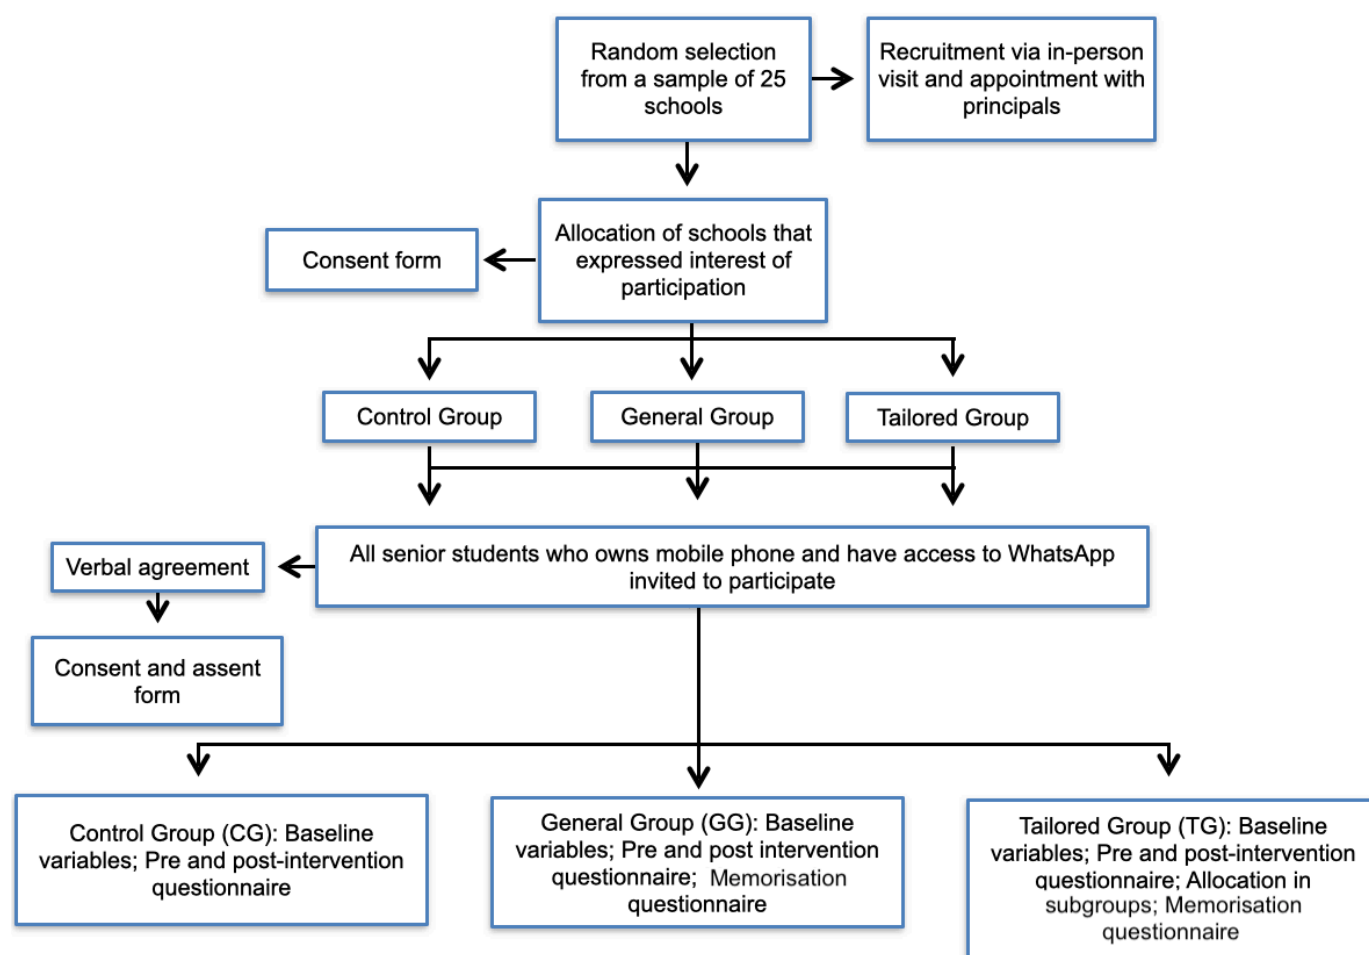 Random selection
from a sample of 25
schools
Recruitment via in-person
visit and appointment with
principals
Allocation of schools that
expressed interest of
participation
Consent form
Control Group
General Group
Tailored Group
All senior students who owns mobile phone and have access to WhatsApp
invited to participate
Verbal agreement
Consent and assent
form
Control Group (CG): Baseline
variables; Pre and post-intervention
questionnaire
General Group (GG): Baseline
variables; Pre and post intervention
questionnaire; Memorisation
questionnaire
Tailored Group (TG): Baseline
variables; Pre and post-intervention
questionnaire; Allocation in
subgroups; Memorisation
questionnaire